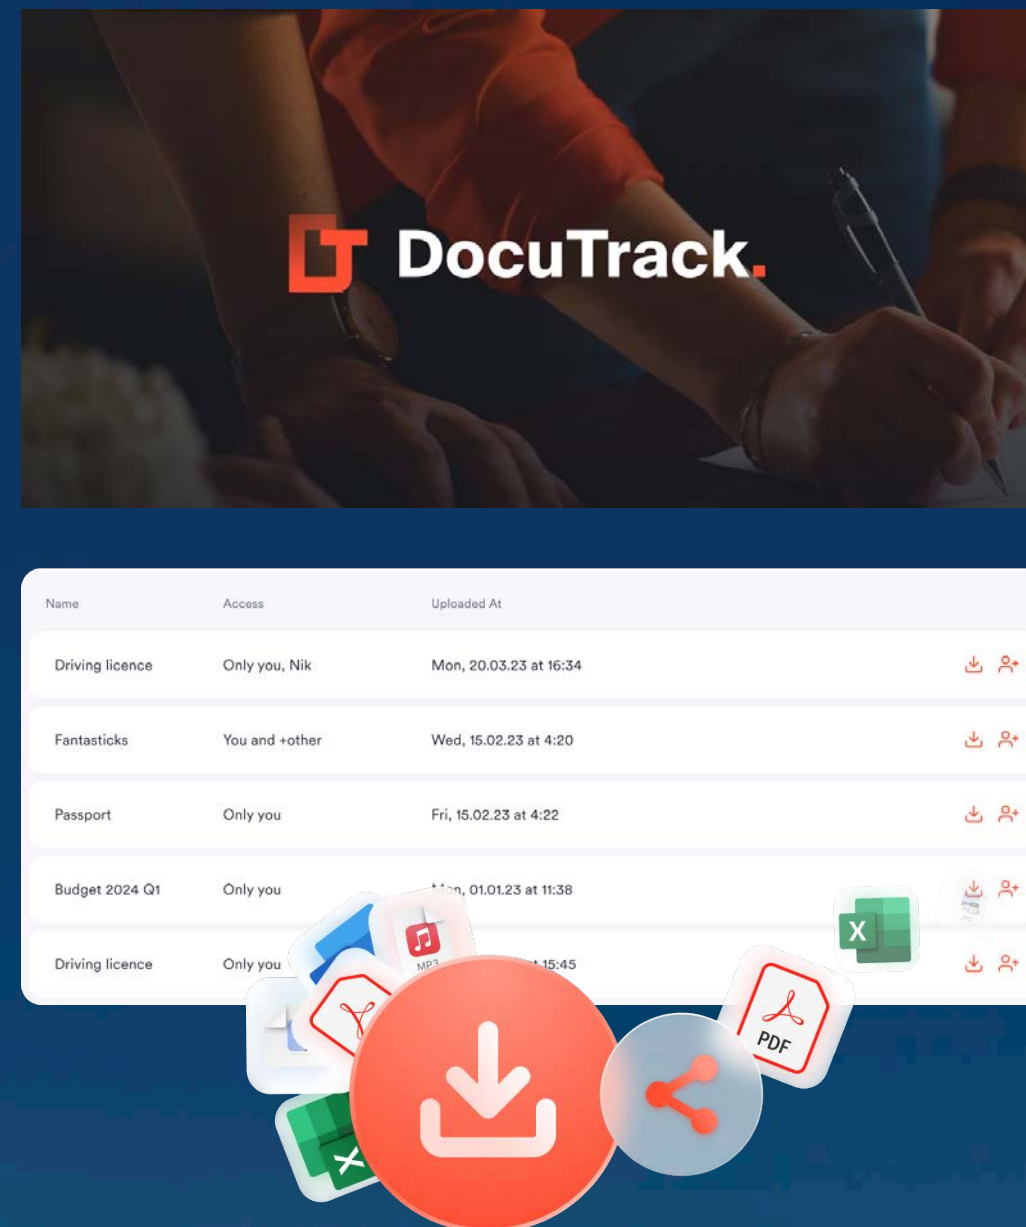 DocuTrack.
Name Access Uploaded At
Driving licence Only you, Nik Mon, 20.03.23 at 16:34
Fantasticks You and +other Wed, 15.02.23 at 4:20
Passport Only you Fri, 15.02.23 at 4:22
Budget 2024 Q1 Only you Mon, 01.01.23 at 11:38
Driving licence Only you 15:45
MP3
X
PDF
X